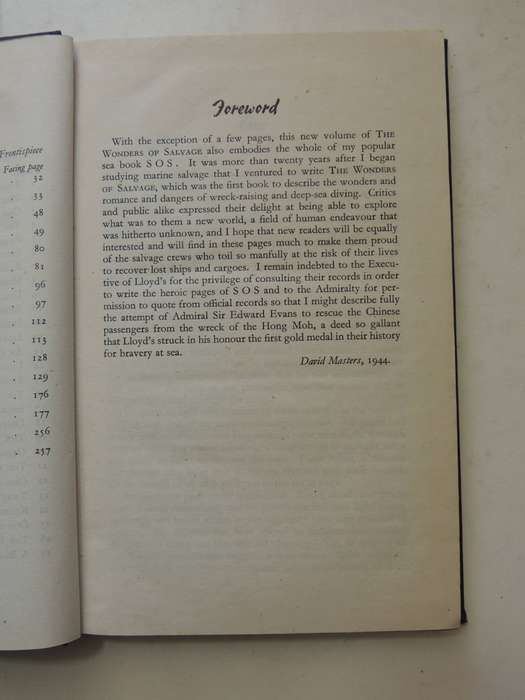 Frontispiece
Facing page
. 32
. 33
. 48
. 49
. 80
. 81
. 96
. 97
. 112
. 113
. 128
. 129
. 176
. 177
. 256
. 257
Foreword
With the exception of a few pages, this new volume of THE
WONDERS OF SALVAGE also embodies the whole of my popular
sea book S O S . It was more than twenty years after I began
studying marine salvage that I ventured to write THE WONDERS
OF SALVAGE, which was the first book to describe the wonders and
romance and dangers of wreck-raising and deep-sea diving. Critics
and public alike expressed their delight at being able to explore
what was to them a new world, a field of human endeavour that
was hitherto unknown, and I hope that new readers will be equally
interested and will find in these pages much to make them proud
of the salvage crews who toil so manfully at the risk of their lives
to recover lost ships and cargoes. I remain indebted to the Execu-
tive of Lloyd's for the privilege of consulting their records in order
to write the heroic pages of S O S and to the Admiralty for per-
mission to quote from official records so that I might describe fully
the attempt of Admiral Sir Edward Evans to rescue the Chinese
passengers from the wreck of the Hong Moh, a deed so gallant
that Lloyd's struck in his honour the first gold medal in their history
for bravery at sea.
David Masters, 1944.